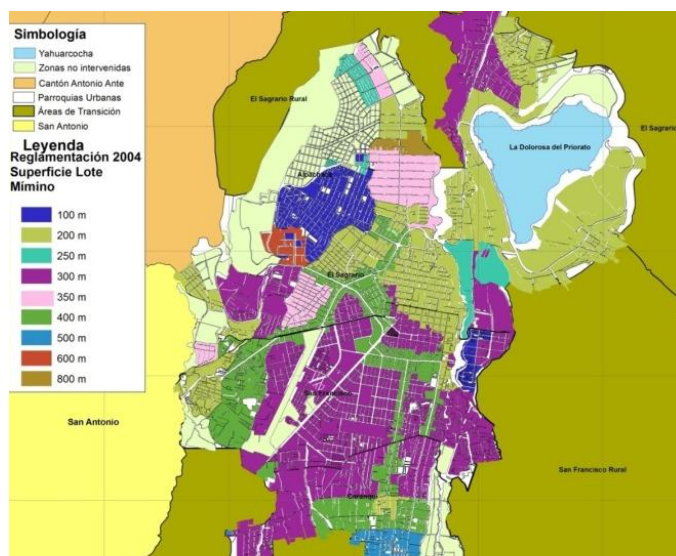 Simbología
Yahuarcocha
Zonas no intervenidas
Cantón Antonio Ante
Parroquias Urbanas
Áreas de Transición
San Antonio
Leyenda
Reglamentación 2004
Superficie Lote
Mímino
100 m
200 m
250 m
300 m
350 m
400 m
500 m
600 m
800 m
El Sagrario Rural
El Sagrario
La Dolorosa del Priorato
Alpachaca
El Sagrario
San Francisco
San Antonio
San Francisco Rural
Caranqui